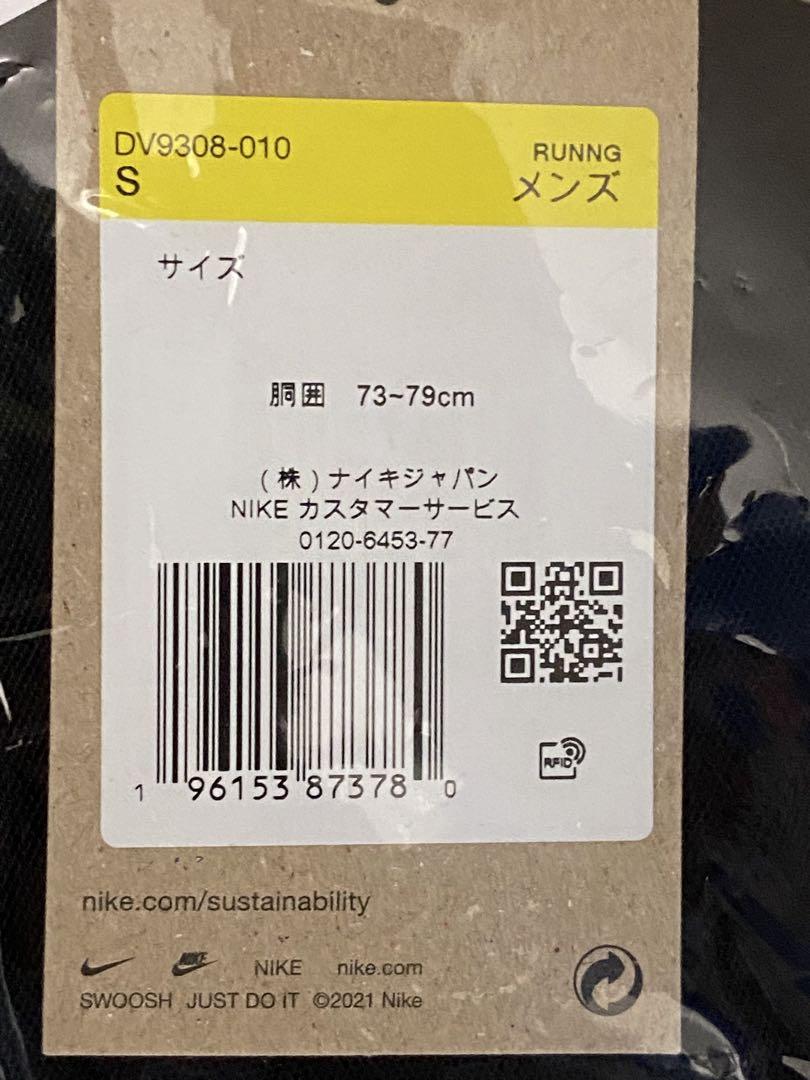 DV9308-010
S
RUNNG
メンズ
サイズ
胴囲 73~79cm
(株)ナイキジャパン
NIKE カスタマーサービス
0120-6453-77
1 96153 87378 0
RFID
nike.com/sustainability
NIKE NIKE nike.com
SWOOSH JUST DO IT ©2021 Nike